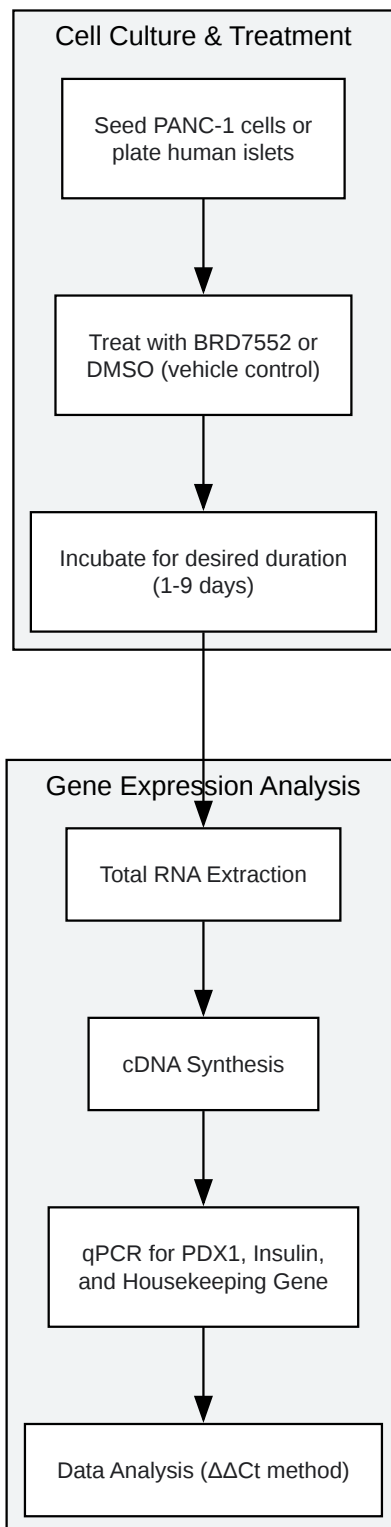 Cell Culture & Treatment
Seed PANC-1 cells or
plate human islets
Treat with BRD7552 or
DMSO (vehicle control)
Incubate for desired duration
(1-9 days)
Gene Expression Analysis
Total RNA Extraction
cDNA Synthesis
qPCR for PDX1, Insulin,
and Housekeeping Gene
Data Analysis (ΔΔCt method)